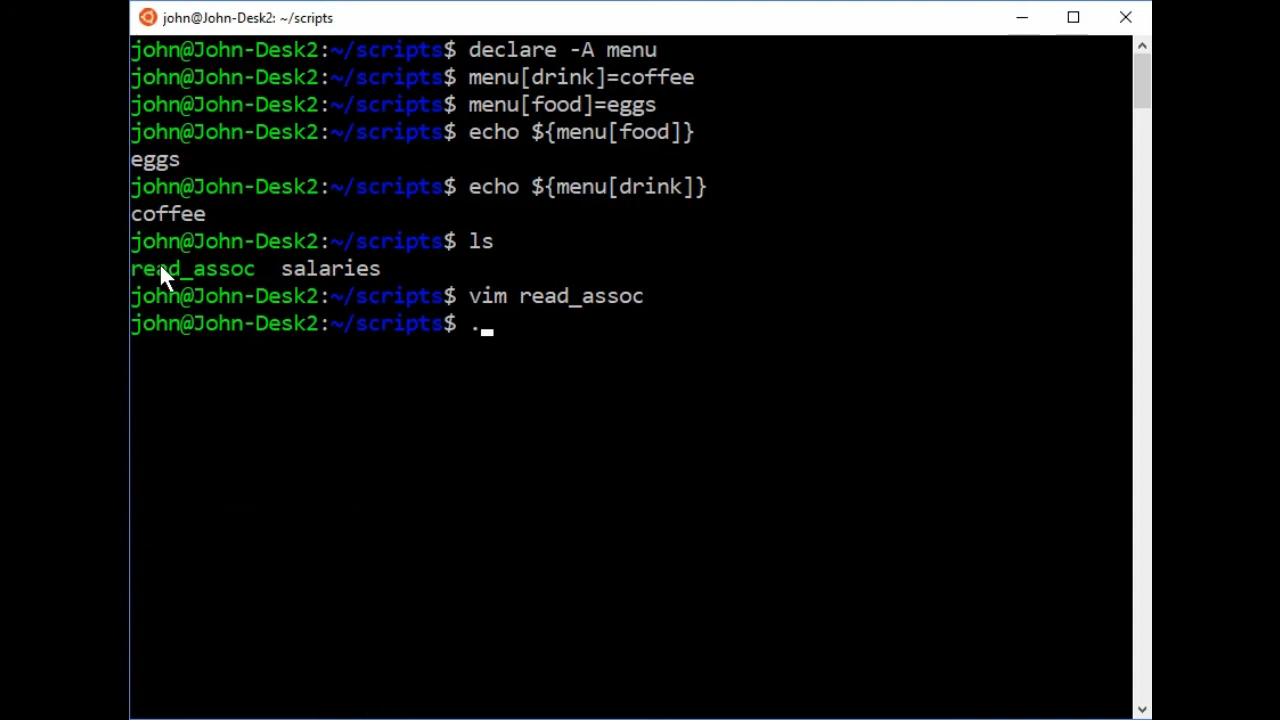 john@John-Desk2: ~/scripts
john@John-Desk2:~/scripts$ declare -A menu
john@John-Desk2:~/scripts$ menu[drink]=coffee
john@John-Desk2:~/scripts$ menu[food]=eggs
john@John-Desk2:~/scripts$ echo ${menu[food]}
eggs
john@John-Desk2:~/scripts$ echo ${menu[drink]}
coffee
john@John-Desk2:~/scripts$ ls
read_assoc  salaries
john@John-Desk2:~/scripts$ vim read_assoc
john@John-Desk2:~/scripts$ .